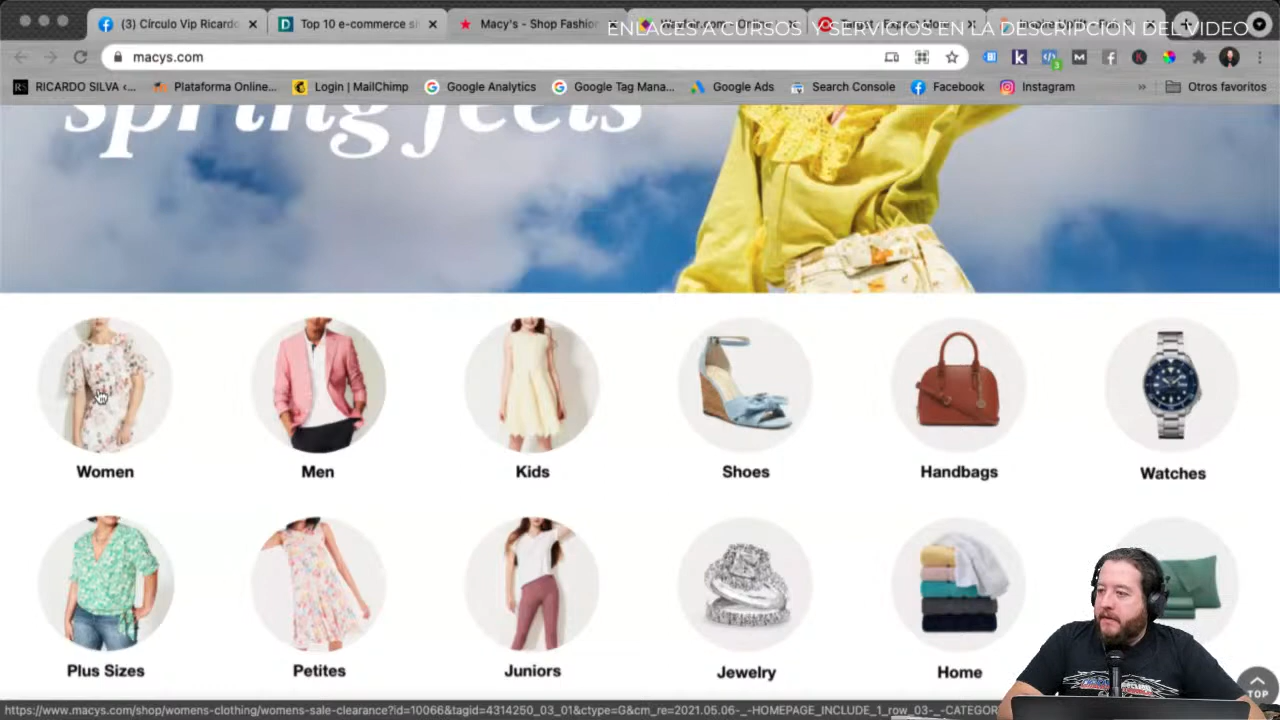 (3) Círculo Vip Ricardo
Top 10 e-commerce si
Macy's - Shop Fashion
ENLACES A CURSOS Y SERVICIOS EN LA DESCRIPCIÓN DEL VIDEO
macys.com
RICARDO SILVA ‹...
Plataforma Online...
Login | MailChimp
Google Analytics
Google Tag Mana...
Google Ads
Search Console
Facebook
Instagram
»
Otros favoritos
spring feels
Women
Men
Kids
Shoes
Handbags
Watches
Plus Sizes
Petites
Juniors
Jewelry
Home
TOP
https://www.macys.com/shop/womens-clothing/womens-sale-clearance?id=10066&tagid=4314250_03_01&ctype=G&cm_re=2021.05.06-_-HOMEPAGE_INCLUDE_1_row_03-_-CATEGOR